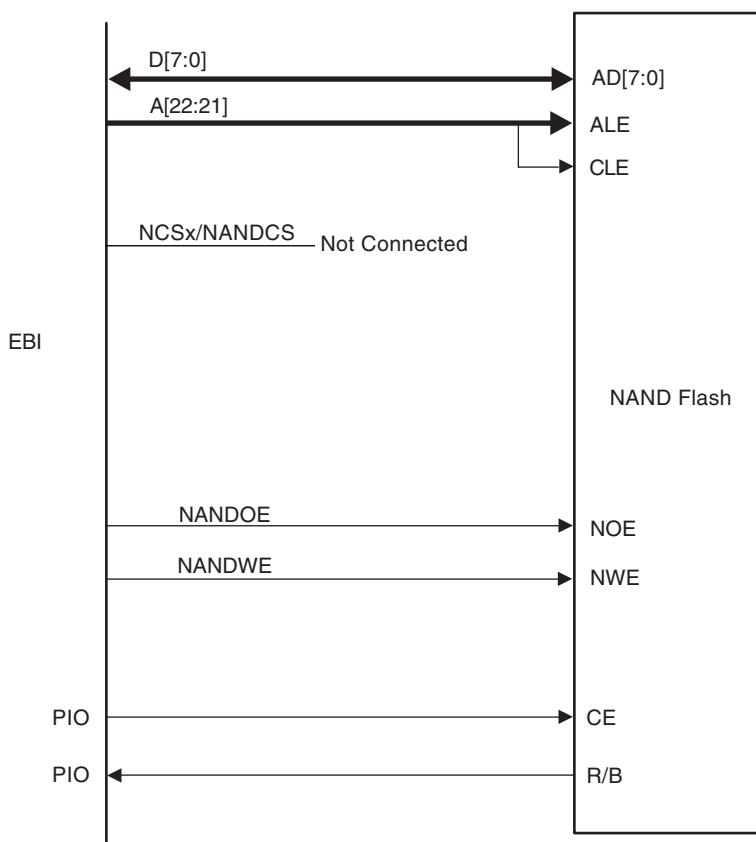 D[7:0]
AD[7:0]
A[22:21]
ALE
CLE
NCSx/NANDCS
Not Connected
EBI
NAND Flash
NANDOE
NOE
NANDWE
NWE
PIO
CE
PIO
R/B